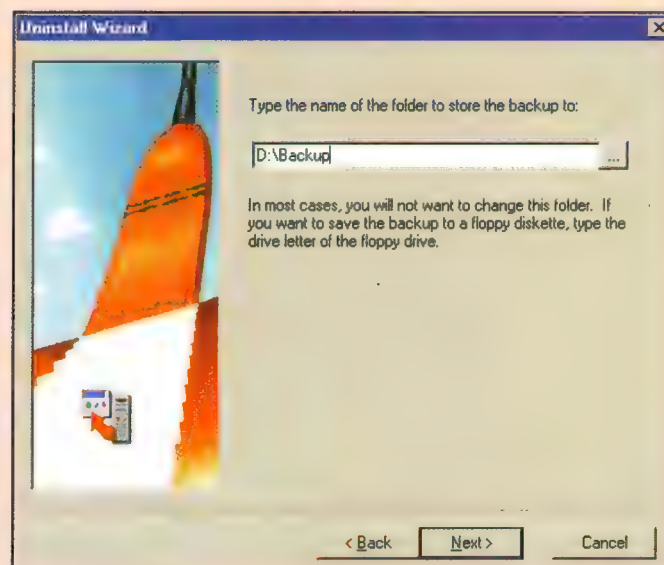 Uninstall Wizard
Type the name of the folder to store the backup to:
D:\Backup
...
In most cases, you will not want to change this folder. If
you want to save the backup to a floppy diskette, type the
drive letter of the floppy drive.
< Back
Next >
Cancel